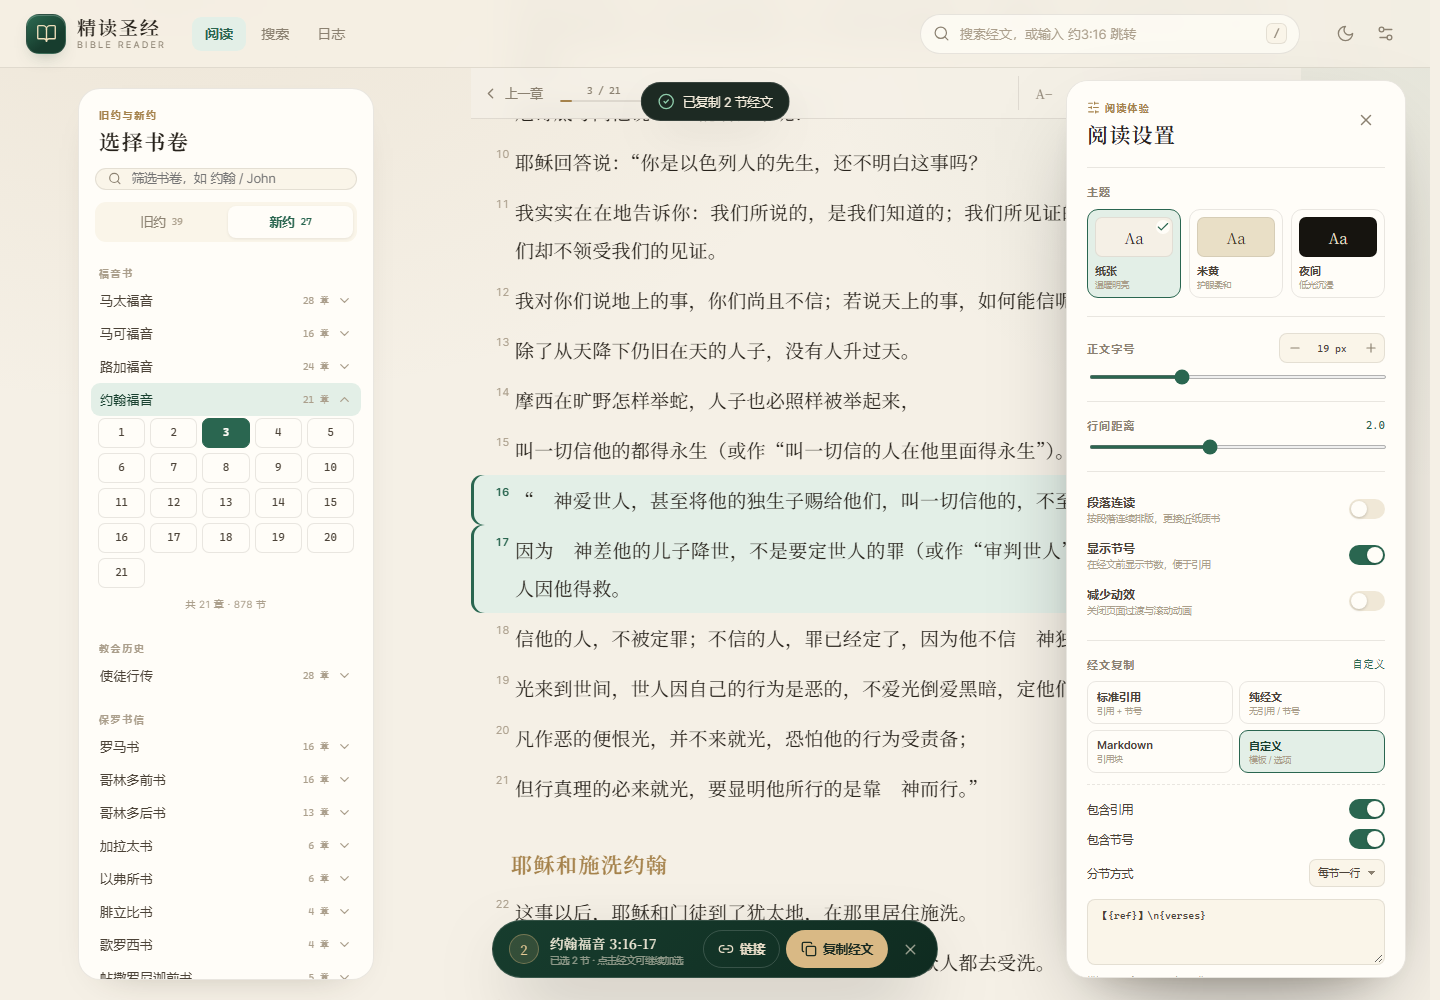 精读圣经
BIBLE READER
阅读
搜索
日志
搜索经文，或输入 约3:16 跳转
/
旧约与新约
选择书卷
筛选书卷，如 约翰 / John
旧约 39
新约 27
福音书
马太福音 28 章
马可福音 16 章
路加福音 24 章
约翰福音 21 章
1 2 3 4 5
6 7 8 9 10
11 12 13 14 15
16 17 18 19 20
21
共 21 章 · 878 节
教会历史
使徒行传 28 章
保罗书信
罗马书 16 章
哥林多前书 16 章
哥林多后书 13 章
加拉太书 6 章
以弗所书 6 章
腓立比书 4 章
歌罗西书 4 章
帖撒罗尼迦前书 5 章
上一章
3 / 21
已复制 2 节经文
A−
10 耶稣回答说：“你是以色列人的先生，还不明白这事吗？
11 我实实在在地告诉你：我们所说的，是我们知道的；我们所见证的
们却不领受我们的见证。
12 我对你们说地上的事，你们尚且不信；若说天上的事，如何能信呢
13 除了从天降下仍旧在天的人子，没有人升过天。
14 摩西在旷野怎样举蛇，人子也必照样被举起来，
15 叫一切信他的都得永生（或作“叫一切信的人在他里面得永生”）。
16 “　神爱世人，甚至将他的独生子赐给他们，叫一切信他的，不至
17 因为　神差他的儿子降世，不是要定世人的罪（或作“审判世人”
人因他得救。
18 信他的人，不被定罪；不信的人，罪已经定了，因为他不信　神独
19 光来到世间，世人因自己的行为是恶的，不爱光倒爱黑暗，定他们
20 凡作恶的便恨光，并不来就光，恐怕他的行为受责备；
21 但行真理的必来就光，要显明他所行的是靠　神而行。”
耶稣和施洗约翰
22 这事以后，耶稣和门徒到了犹太地，在那里居住施洗。
人都去受洗。
2
约翰福音 3:16-17
已选 2 节 · 点击经文可继续加选
链接
复制经文
阅读体验
阅读设置
主题
Aa
纸张
温暖明亮
Aa
米黄
护眼柔和
Aa
夜间
低光沉浸
正文字号
19 px
行间距离
2.0
段落连读
按段落连续排版，更接近纸质书
显示节号
在经文前显示节数，便于引用
减少动效
关闭页面过渡与滚动动画
经文复制
自定义
标准引用
引用 + 节号
纯经文
无引用 / 节号
Markdown
引用块
自定义
模板 / 选项
包含引用
包含节号
分节方式
每节一行
【{ref}】\n{verses}